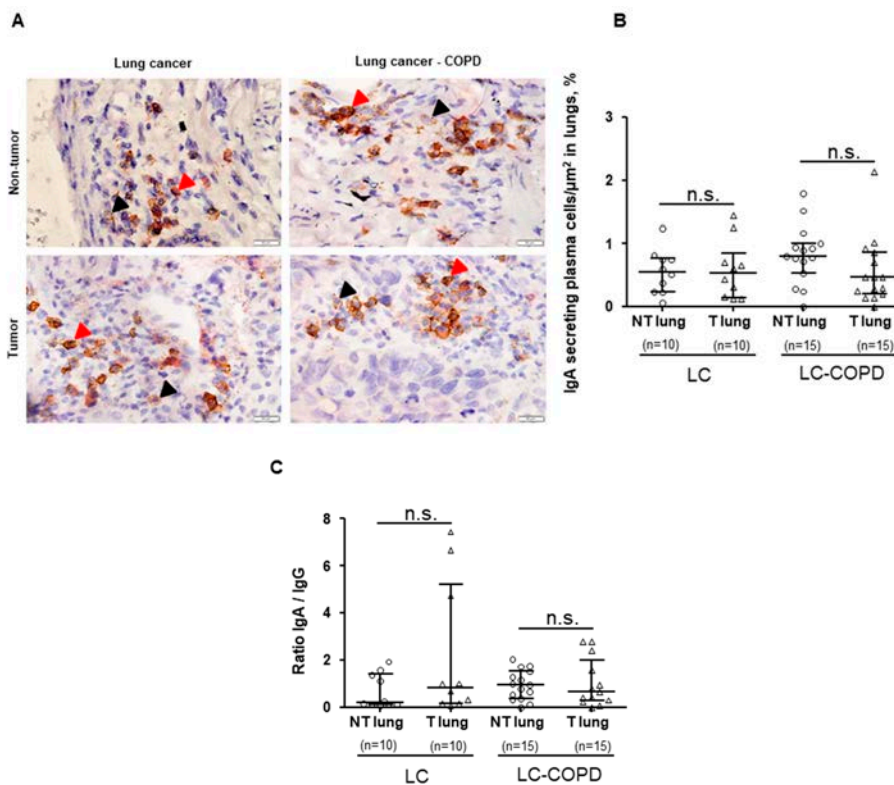 A
Lung cancer
Lung cancer - COPD
Non-tumor
Tumor
B
IgA secreting plasma cells/µm² in lungs, %
3
2
1
0
n.s.
n.s.
NT lung T lung NT lung T lung
(n=10) (n=10) (n=15) (n=15)
LC LC-COPD
C
Ratio IgA / IgG
8
6
4
2
0
n.s.
n.s.
NT lung T lung NT lung T lung
(n=10) (n=10) (n=15) (n=15)
LC LC-COPD